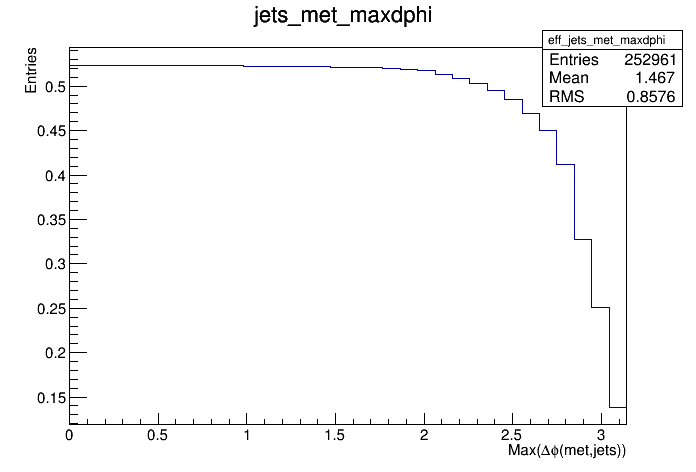 jets_met_maxdphi
eff_jets_met_maxdphi
Entries 252961
Mean 1.467
RMS 0.8576
Entries
0.5
0.45
0.4
0.35
0.3
0.25
0.2
0.15
0 0.5 1 1.5 2 2.5 3
Max(Δϕ(met,jets))